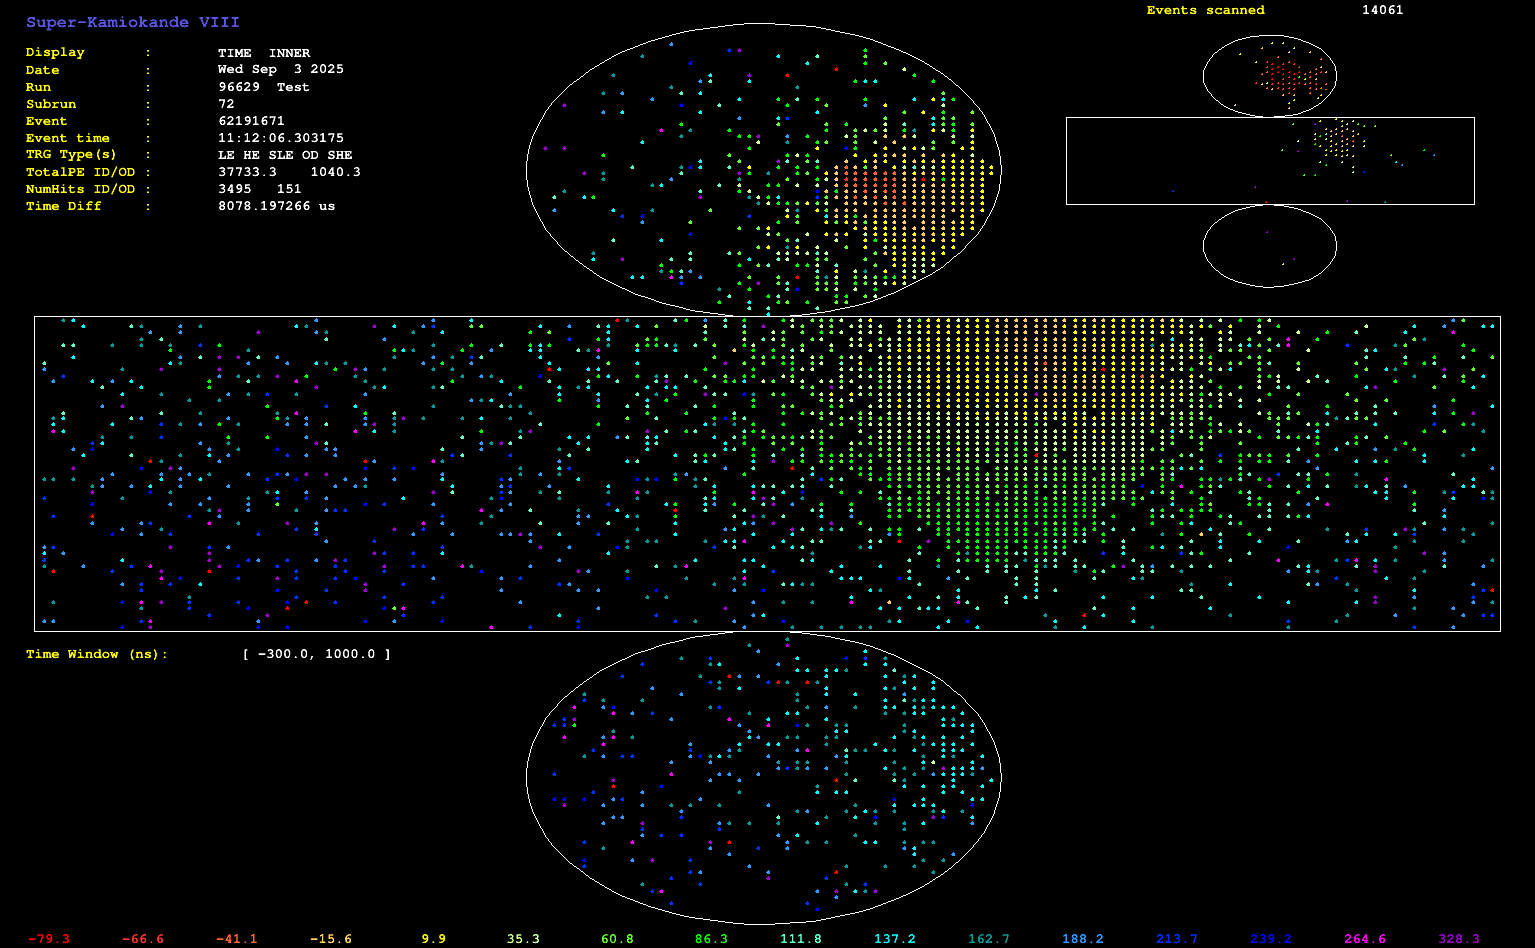 Super-Kamiokande VIII
Events scanned 14061
Display : TIME INNER
Date : Wed Sep 3 2025
Run : 96629 Test
Subrun : 72
Event : 62191671
Event time : 11:12:06.303175
TRG Type(s) : LE HE SLE OD SHE
TotalPE ID/OD : 37733.3 1040.3
NumHits ID/OD : 3495 151
Time Diff : 8078.197266 us
Time Window (ns): [ -300.0, 1000.0 ]
-79.3 -66.6 -41.1 -15.6 9.9 35.3 60.8 86.3 111.8 137.2 162.7 188.2 213.7 239.2 264.6 328.3